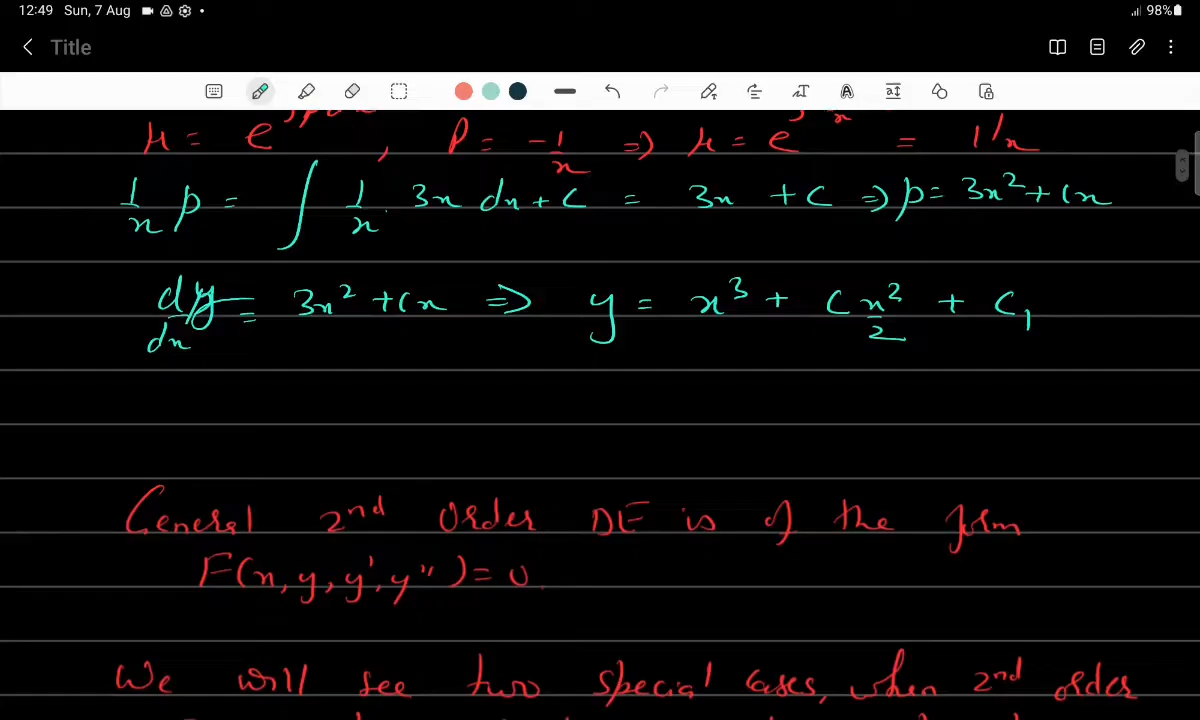 12:49 Sun, 7 Aug 98%
Title
μ = e , P = -1/x ⇒ μ = e = 1/x
1/x p = ∫ 1/x . 3x dx + C = 3x + C ⇒ p = 3x² + Cx
dy/dx = 3x² + Cx ⇒ y = x³ + C x²/2 + C₁
General 2nd Order DE is of the form
F(x, y, y', y'') = 0.
We will see two special cases, when 2nd order